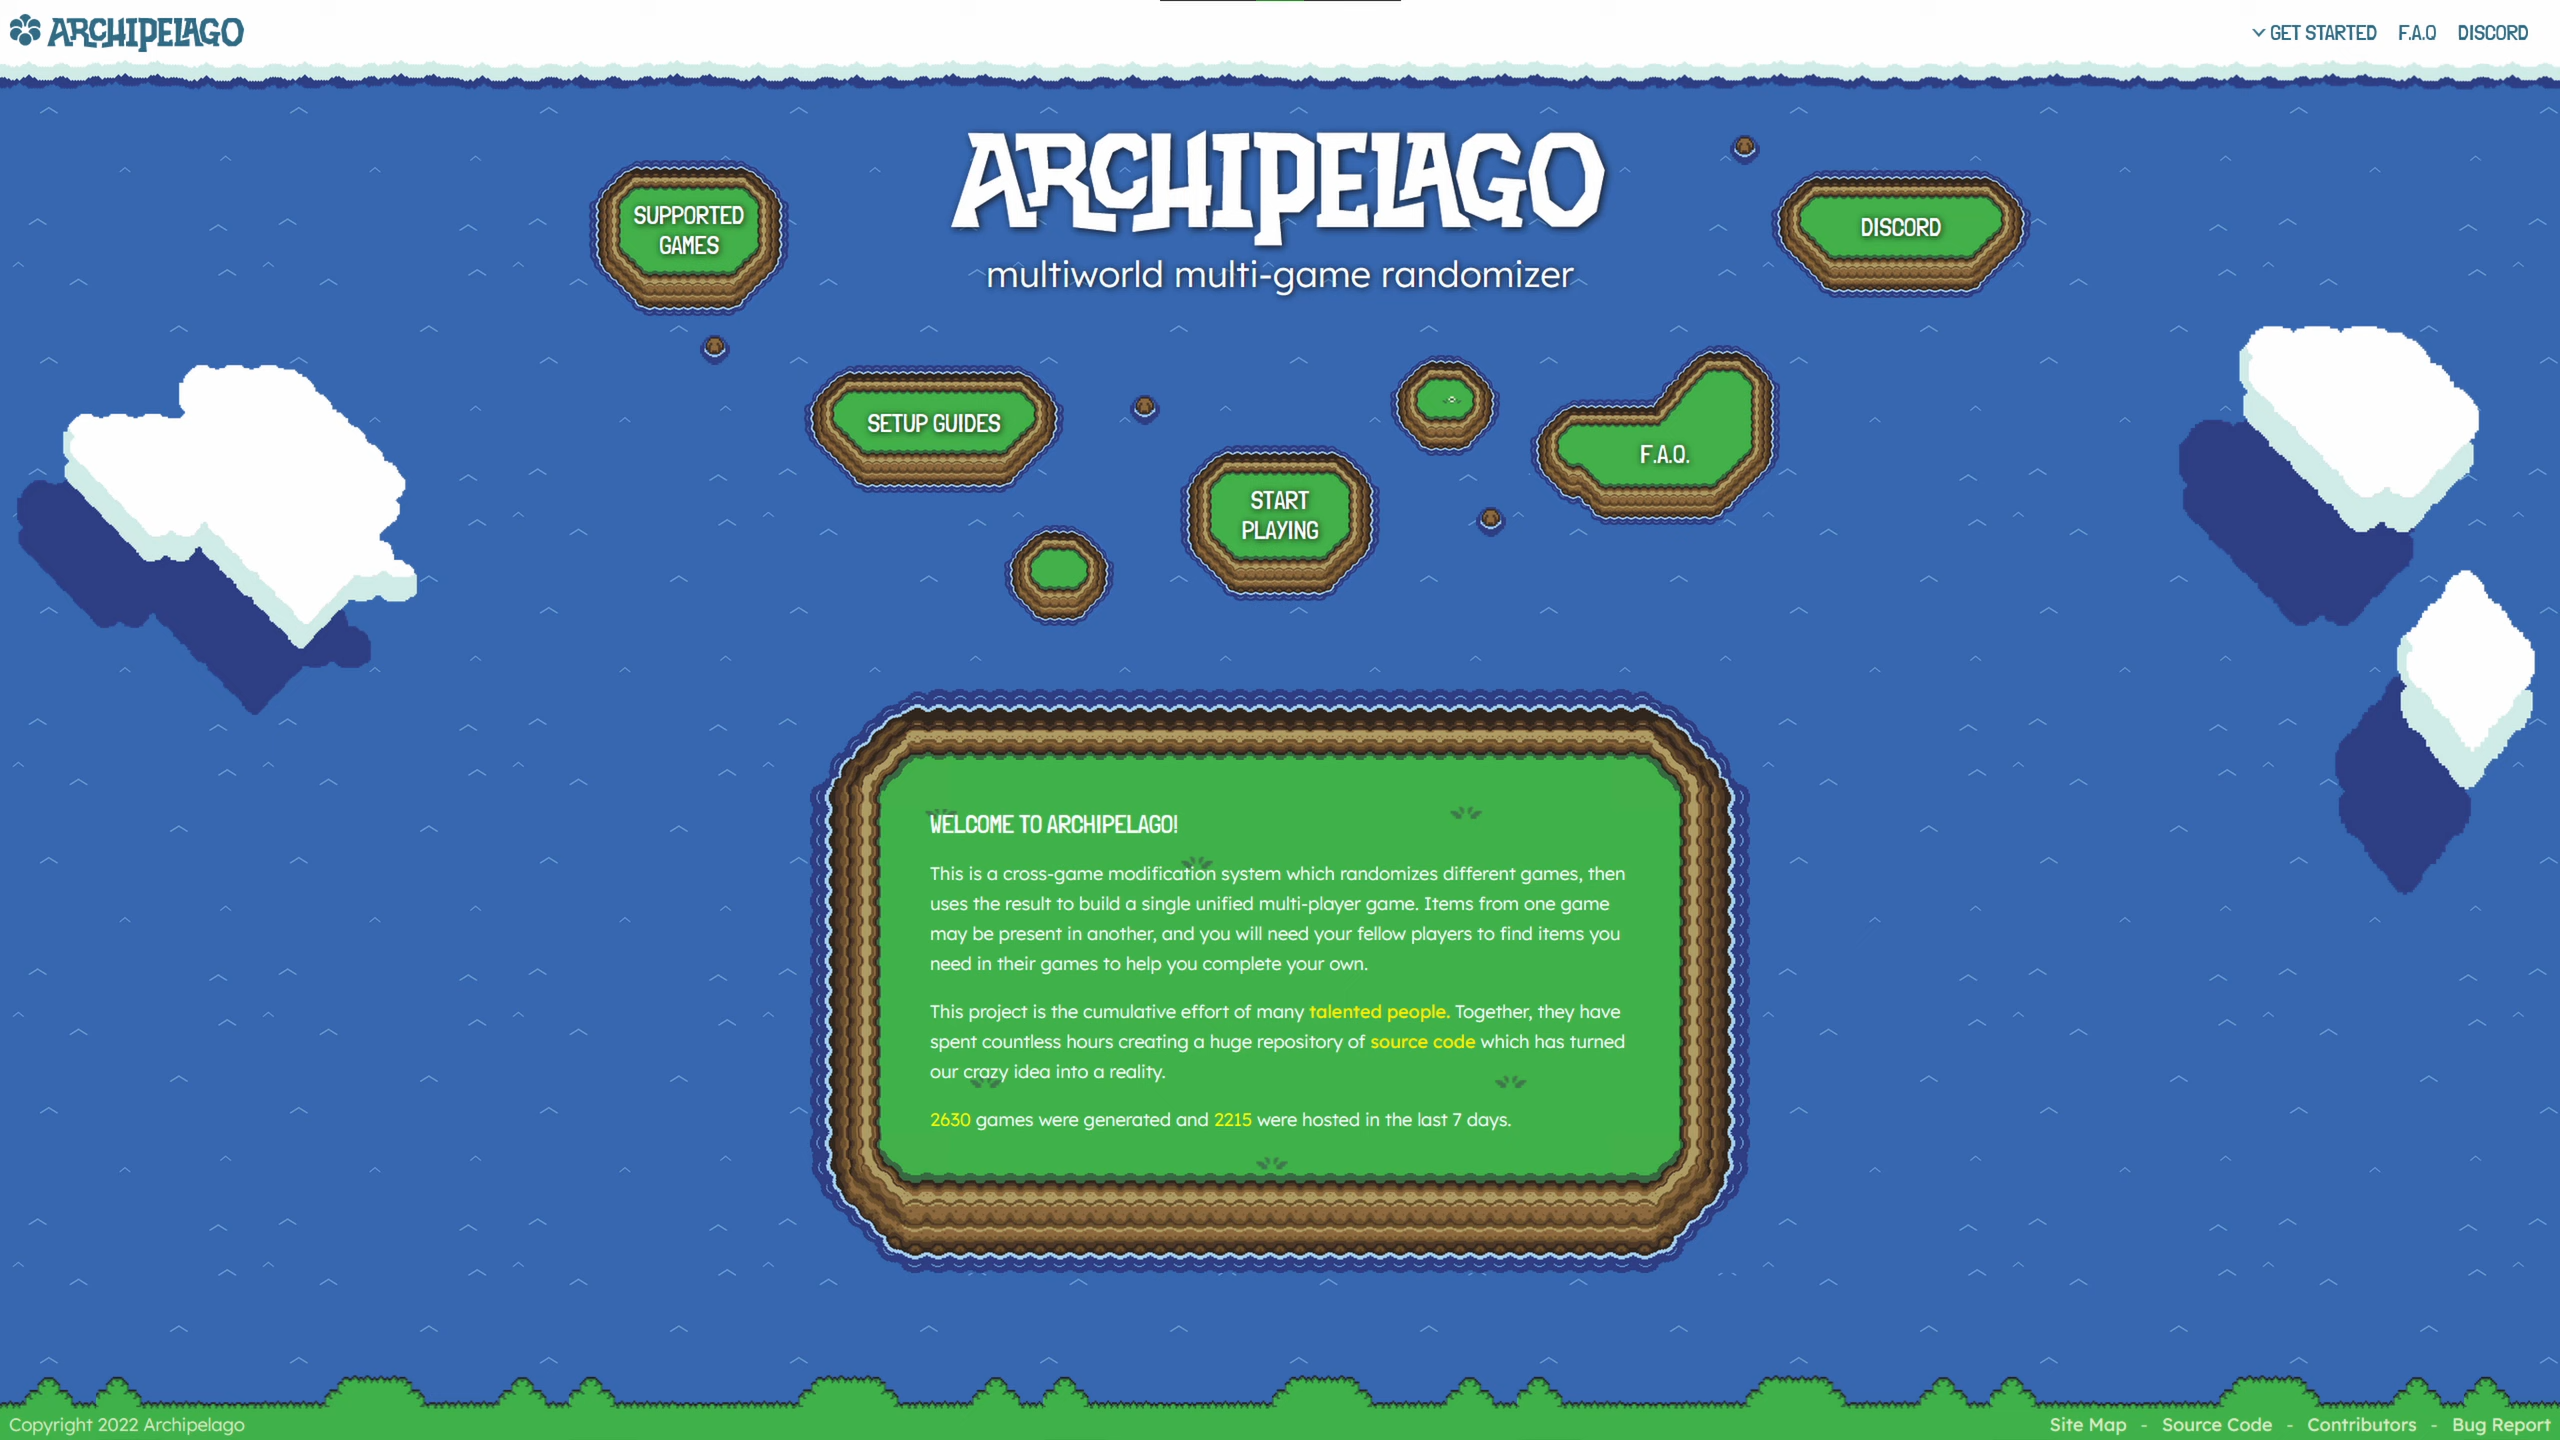 ARCHIPELAGO
GET STARTED
F.A.Q
DISCORD
ARCHIPELAGO
multiworld multi-game randomizer
SUPPORTED
GAMES
DISCORD
SETUP GUIDES
F.A.Q.
START
PLAYING
WELCOME TO ARCHIPELAGO!
This is a cross-game modification system which randomizes different games, then
uses the result to build a single unified multi-player game. Items from one game
may be present in another, and you will need your fellow players to find items you
need in their games to help you complete your own.
This project is the cumulative effort of many talented people. Together, they have
spent countless hours creating a huge repository of source code which has turned
our crazy idea into a reality.
2630 games were generated and 2215 were hosted in the last 7 days.
Copyright 2022 Archipelago
Site Map - Source Code - Contributors - Bug Report